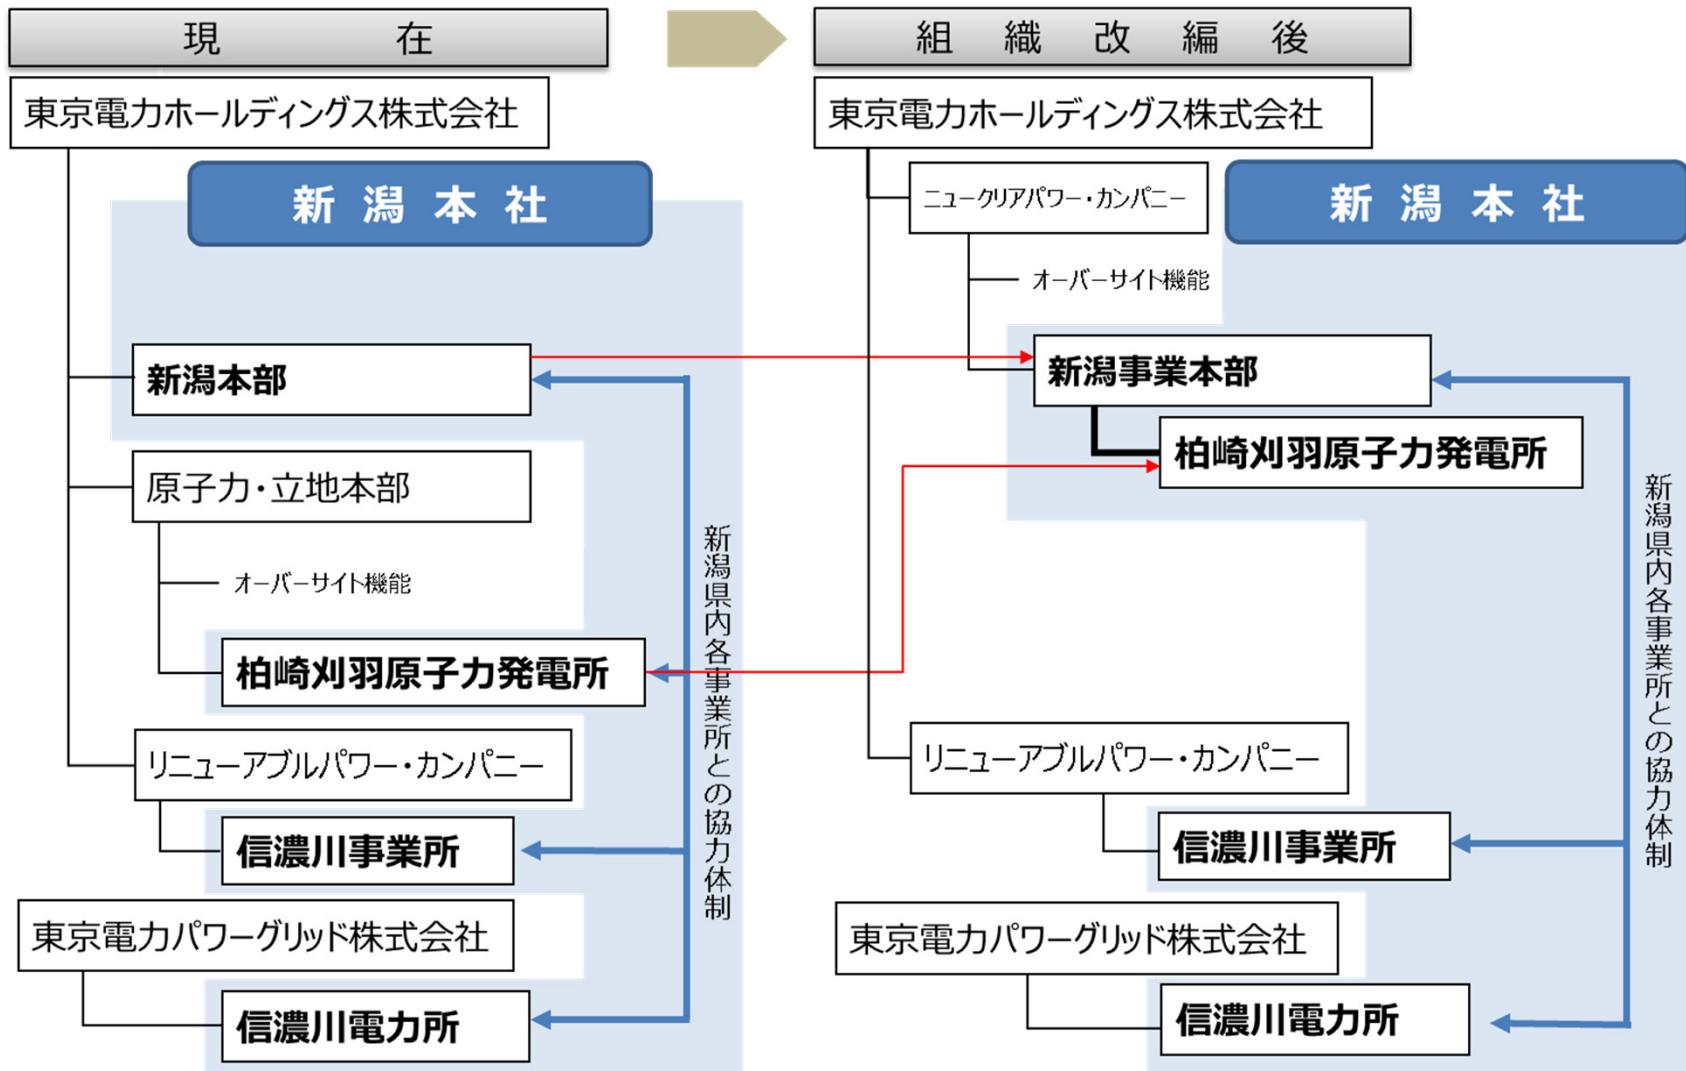 現在
東京電力ホールディングス株式会社
新潟本社
新潟本部
原子力・立地本部
オーバーサイト機能
柏崎刈羽原子力発電所
リニューアブルパワー・カンパニー
信濃川事業所
東京電力パワーグリッド株式会社
信濃川電力所
新潟県内各事業所との協力体制
組織改編後
東京電力ホールディングス株式会社
ニュークリアパワー・カンパニー
新潟本社
オーバーサイト機能
新潟事業本部
柏崎刈羽原子力発電所
リニューアブルパワー・カンパニー
信濃川事業所
東京電力パワーグリッド株式会社
信濃川電力所
新潟県内各事業所との協力体制